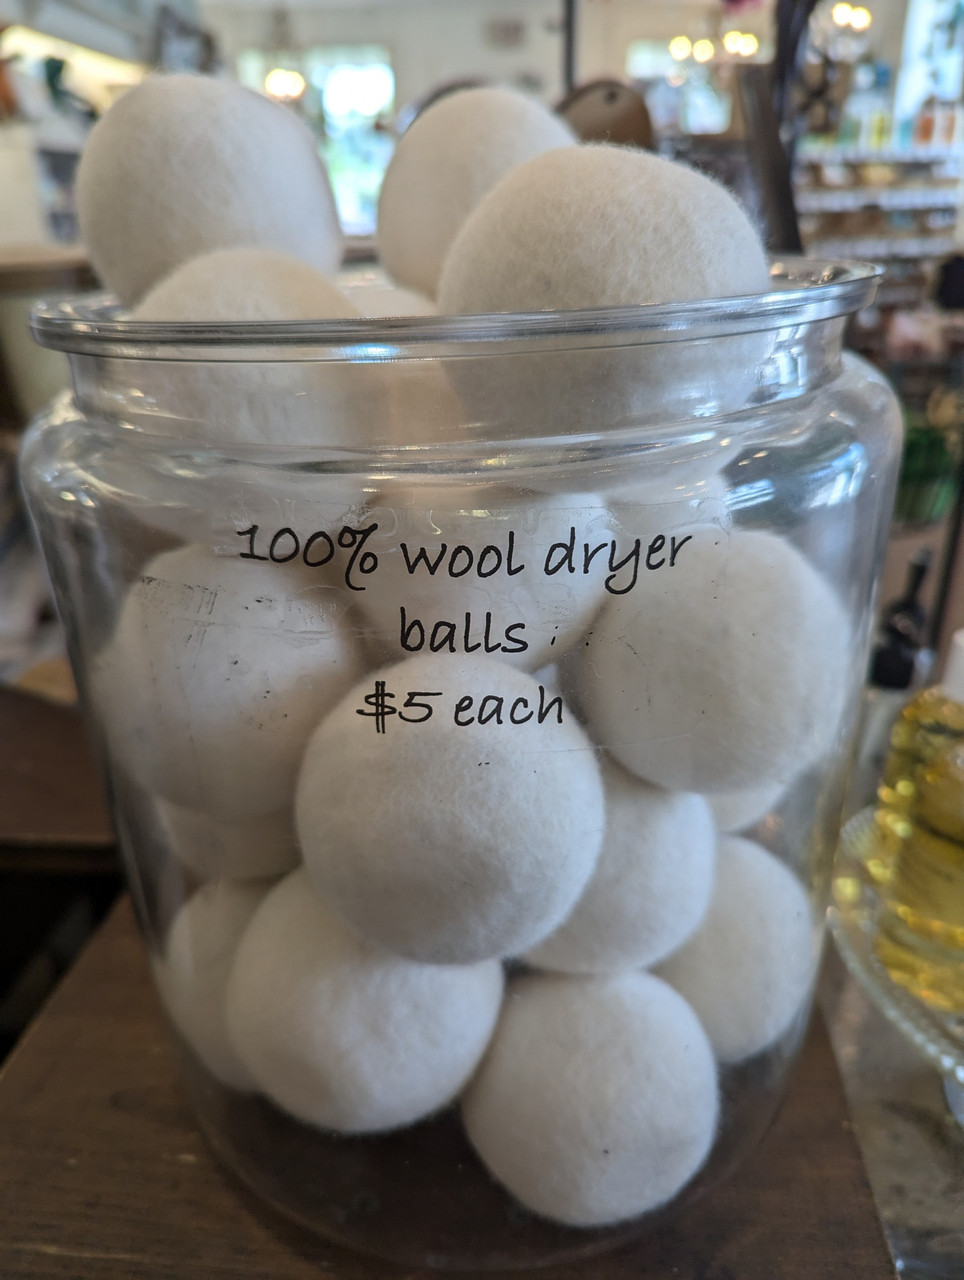 100% wool dryer
balls
$5 each